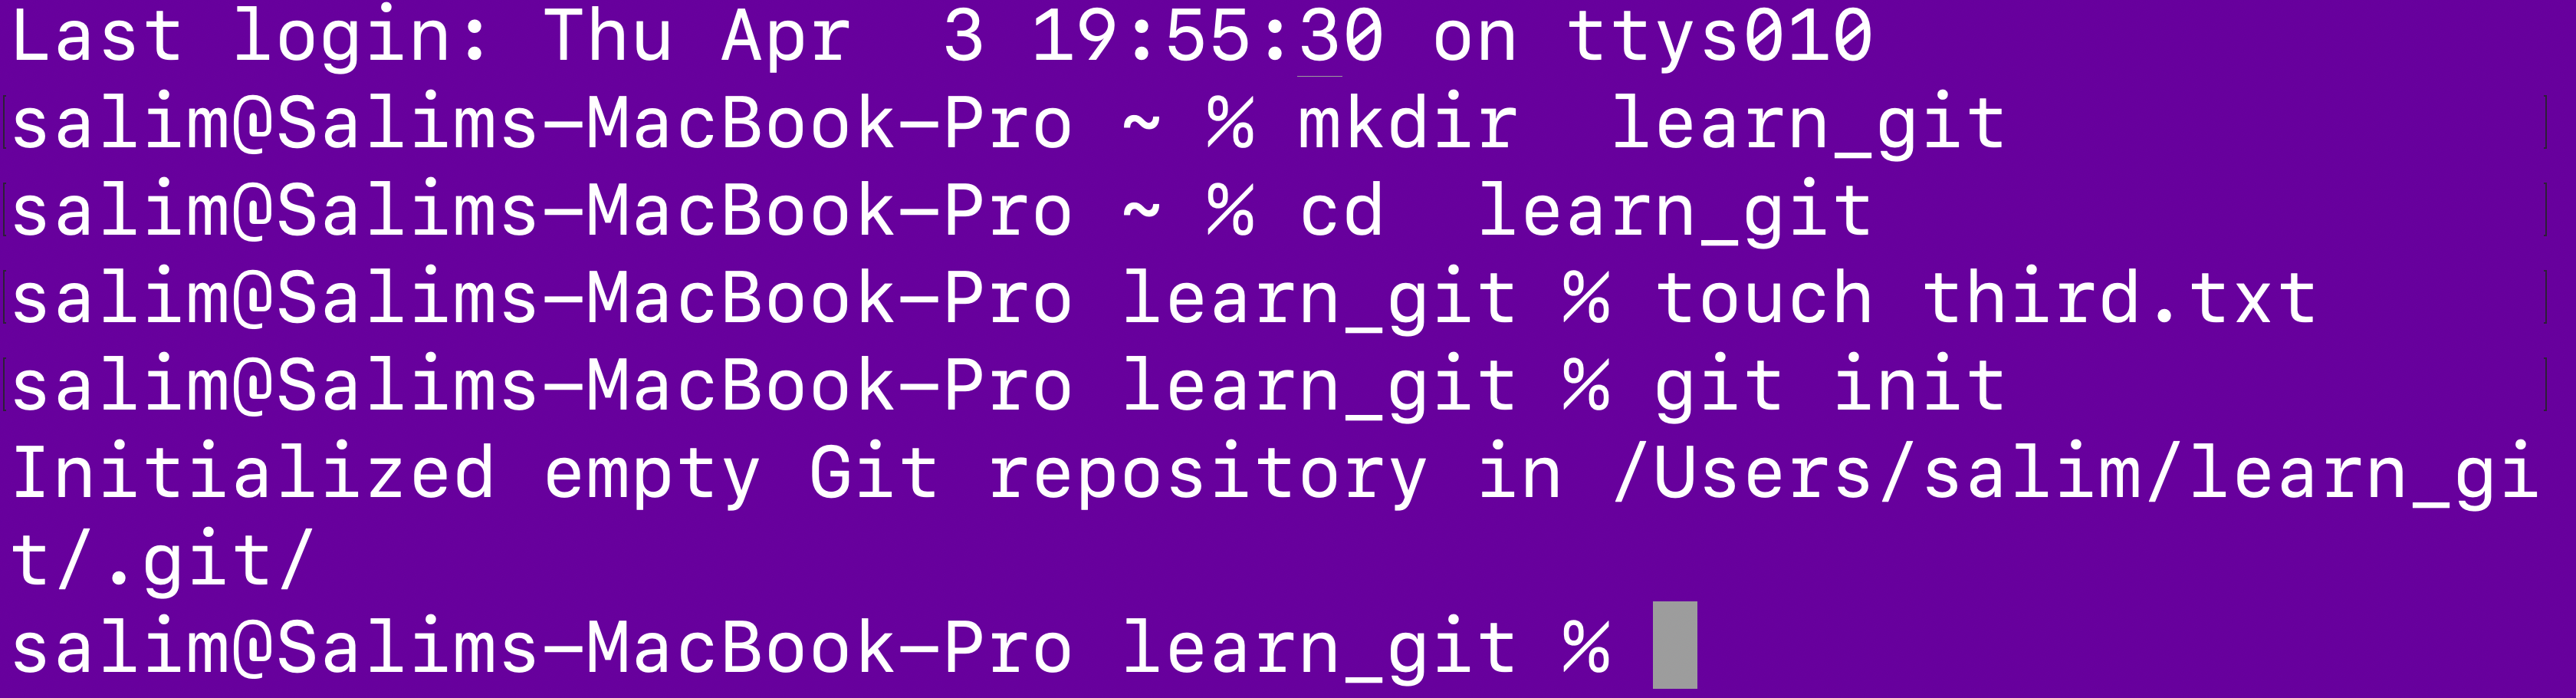 Last login: Thu Apr  3 19:55:30 on ttys010
salim@Salims-MacBook-Pro ~ % mkdir  learn_git
salim@Salims-MacBook-Pro ~ % cd  learn_git
salim@Salims-MacBook-Pro learn_git % touch third.txt
salim@Salims-MacBook-Pro learn_git % git init
Initialized empty Git repository in /Users/salim/learn_gi
t/.git/
salim@Salims-MacBook-Pro learn_git %